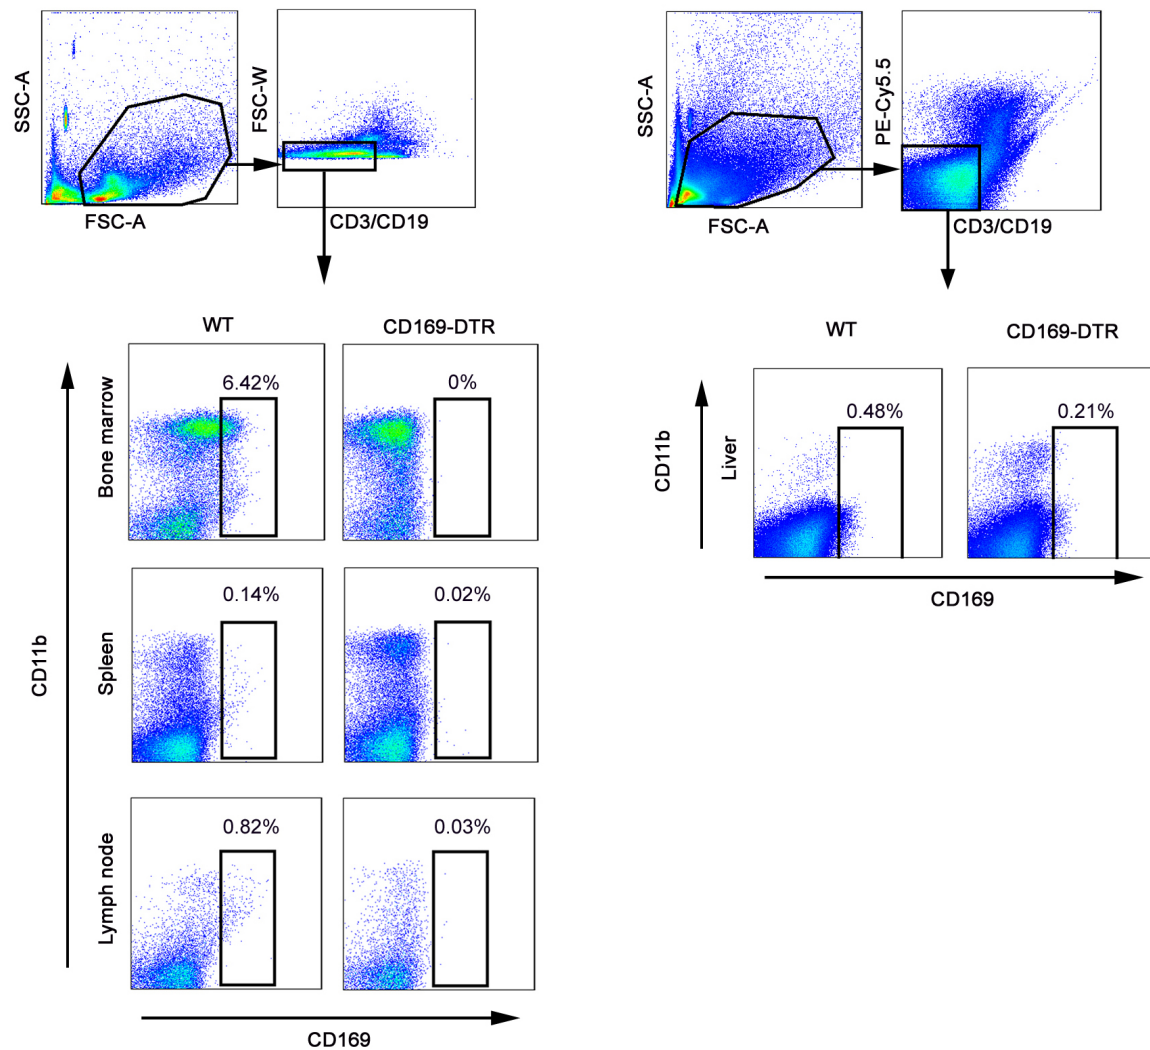 SSC-A
FSC-A
FSC-W
CD3/CD19
WT
CD169-DTR
CD11b
Bone marrow
6.42%
0%
Spleen
0.14%
0.02%
Lymph node
0.82%
0.03%
CD169
SSC-A
FSC-A
PE-Cy5.5
CD3/CD19
WT
CD169-DTR
CD11b
Liver
0.48%
0.21%
CD169